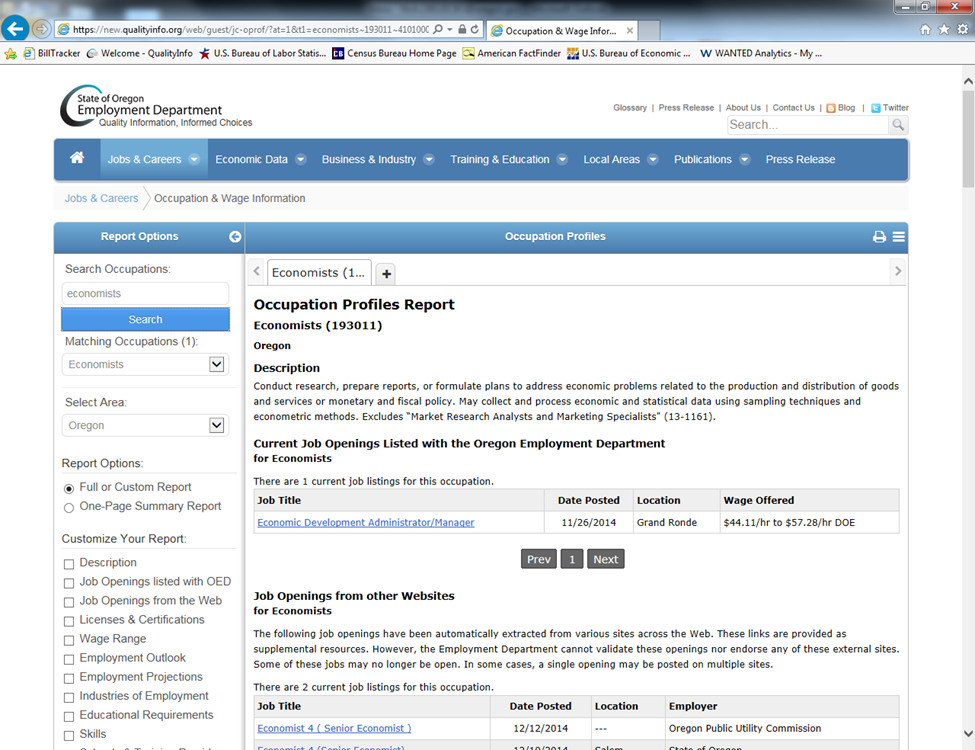 https://new.qualityinfo.org/web/guest/jc-oprof/?at=1&t1=economists~193011~4101000
Occupation & Wage Infor...
BillTracker Welcome - QualityInfo U.S. Bureau of Labor Statis... Census Bureau Home Page American FactFinder U.S. Bureau of Economic ... WANTED Analytics - My ...
State of Oregon
Employment Department
Quality Information, Informed Choices
Glossary | Press Release | About Us | Contact Us | Blog | Twitter
Search...
Jobs & Careers Economic Data Business & Industry Training & Education Local Areas Publications Press Release
Jobs & Careers Occupation & Wage Information
Report Options
Search Occupations:
economists
Search
Matching Occupations (1):
Economists
Select Area:
Oregon
Report Options:
Full or Custom Report
One-Page Summary Report
Customize Your Report:
Description
Job Openings listed with OED
Job Openings from the Web
Licenses & Certifications
Wage Range
Employment Outlook
Employment Projections
Industries of Employment
Educational Requirements
Skills
Occupation Profiles
Economists (1...
Occupation Profiles Report
Economists (193011)
Oregon
Description
Conduct research, prepare reports, or formulate plans to address economic problems related to the production and distribution of goods
and services or monetary and fiscal policy. May collect and process economic and statistical data using sampling techniques and
econometric methods. Excludes "Market Research Analysts and Marketing Specialists" (13-1161).
Current Job Openings Listed with the Oregon Employment Department
for Economists
There are 1 current job listings for this occupation.
Job Title Date Posted Location Wage Offered
Economic Development Administrator/Manager 11/26/2014 Grand Ronde $44.11/hr to $57.28/hr DOE
Prev 1 Next
Job Openings from other Websites
for Economists
The following job openings have been automatically extracted from various sites across the Web. These links are provided as
supplemental resources. However, the Employment Department cannot validate these openings nor endorse any of these external sites.
Some of these jobs may no longer be open. In some cases, a single opening may be posted on multiple sites.
There are 2 current job listings for this occupation.
Job Title Date Posted Location Employer
Economist 4 ( Senior Economist ) 12/12/2014 --- Oregon Public Utility Commission